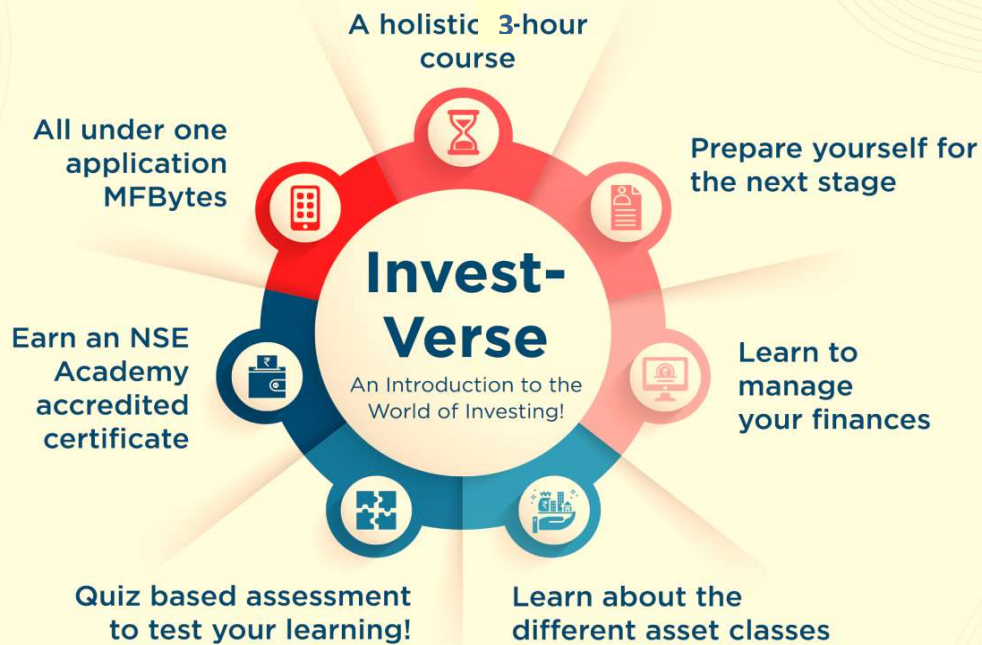 A holistic 3-hour
course
Prepare yourself for
the next stage
Learn to
manage
your finances
Learn about the
different asset classes
Quiz based assessment
to test your learning!
Earn an NSE
Academy
accredited
certificate
All under one
application
MFBytes
Invest-
Verse
An Introduction to the
World of Investing!